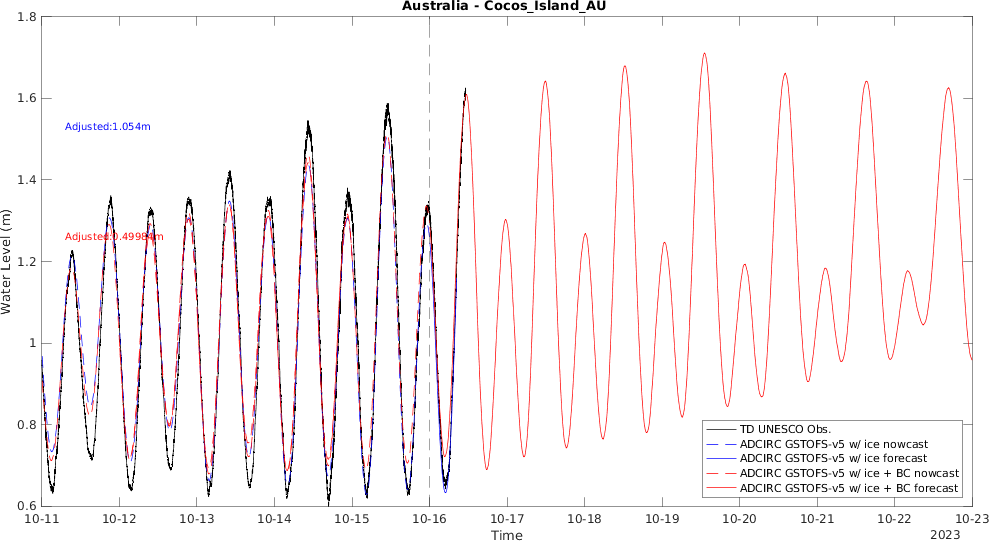 Australia - Cocos_Island_AU
1.8
1.6
1.4
1.2
1
0.8
0.6
Water Level (m)
Adjusted:1.054m
Adjusted:0.49984m
TD UNESCO Obs.
ADCIRC GSTOFS-v5 w/ ice nowcast
ADCIRC GSTOFS-v5 w/ ice forecast
ADCIRC GSTOFS-v5 w/ ice + BC nowcast
ADCIRC GSTOFS-v5 w/ ice + BC forecast
10-11 10-12 10-13 10-14 10-15 10-16 10-17 10-18 10-19 10-20 10-21 10-22 10-23
Time
2023